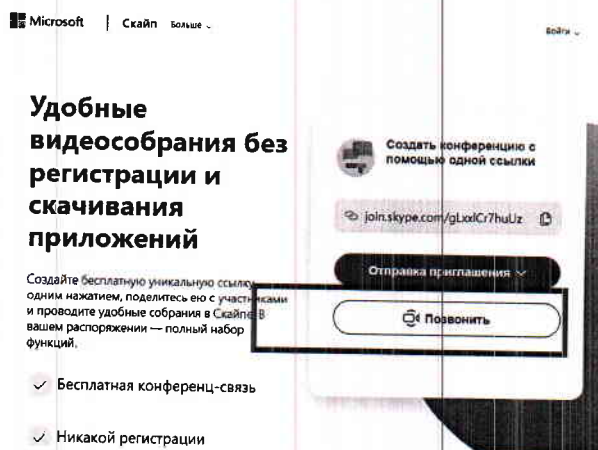 Microsoft | Скайп Больше
Войти
Удобные
видеособрания без
регистрации и
скачивания
приложений
Создайте бесплатную уникальную ссылку
одним нажатием, поделитесь ею с участниками
и проводите удобные собрания в Скайпе. В
вашем распоряжении — полный набор
функций.
Бесплатная конференц-связь
Никакой регистрации
Создать конференцию с
помощью одной ссылки
join.skype.com/gLxxlCr7huUz
Отправка приглашения
Позвонить